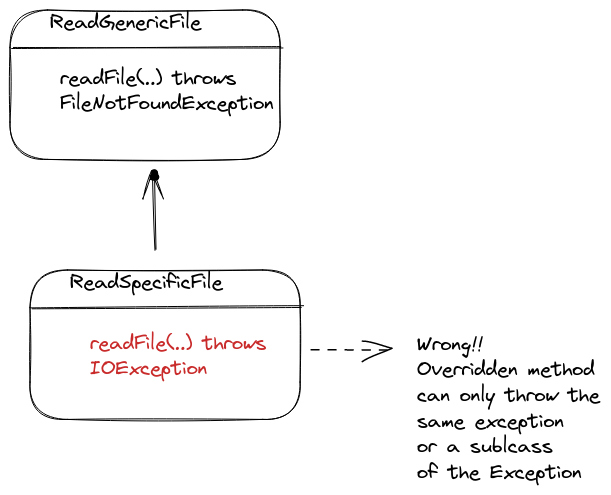 ReadGenericFile
readFile(..) throws
FileNotFoundException
ReadSpecificFile
readFile(..) throws
IOException
Wrong!!
Overridden method
can only throw the
same exception
or a sublcass
of the Exception